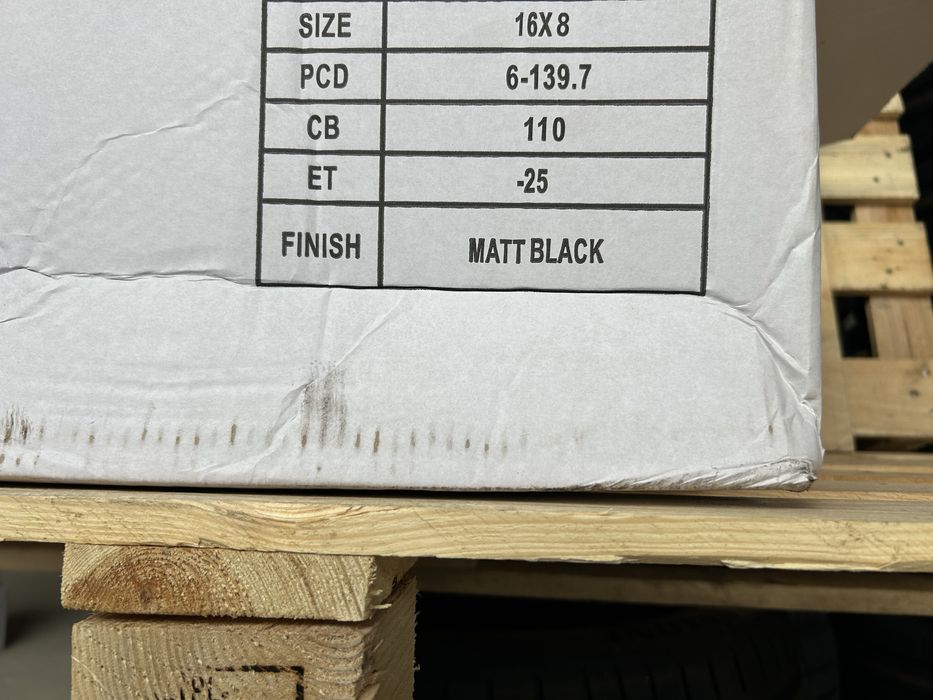 SIZE 16X8
PCD 6-139.7
CB 110
ET -25
FINISH MATT BLACK